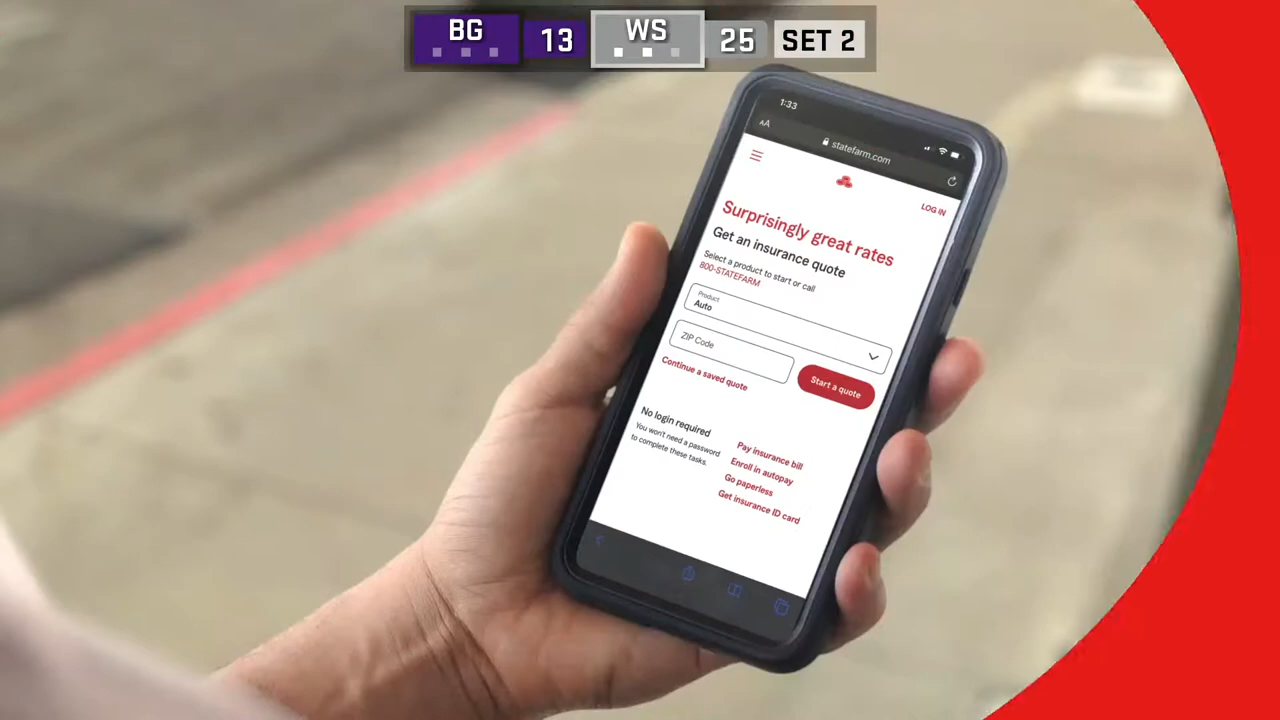 BG 13 WS 25 SET 2
1:33
AA
statefarm.com
LOG IN
Surprisingly great rates
Get an insurance quote
Select a product to start or call
800-STATEFARM
Product
Auto
ZIP Code
Start a quote
Continue a saved quote
No login required
You won't need a password
to complete these tasks.
Pay insurance bill
Enroll in autopay
Go paperless
Get insurance ID card